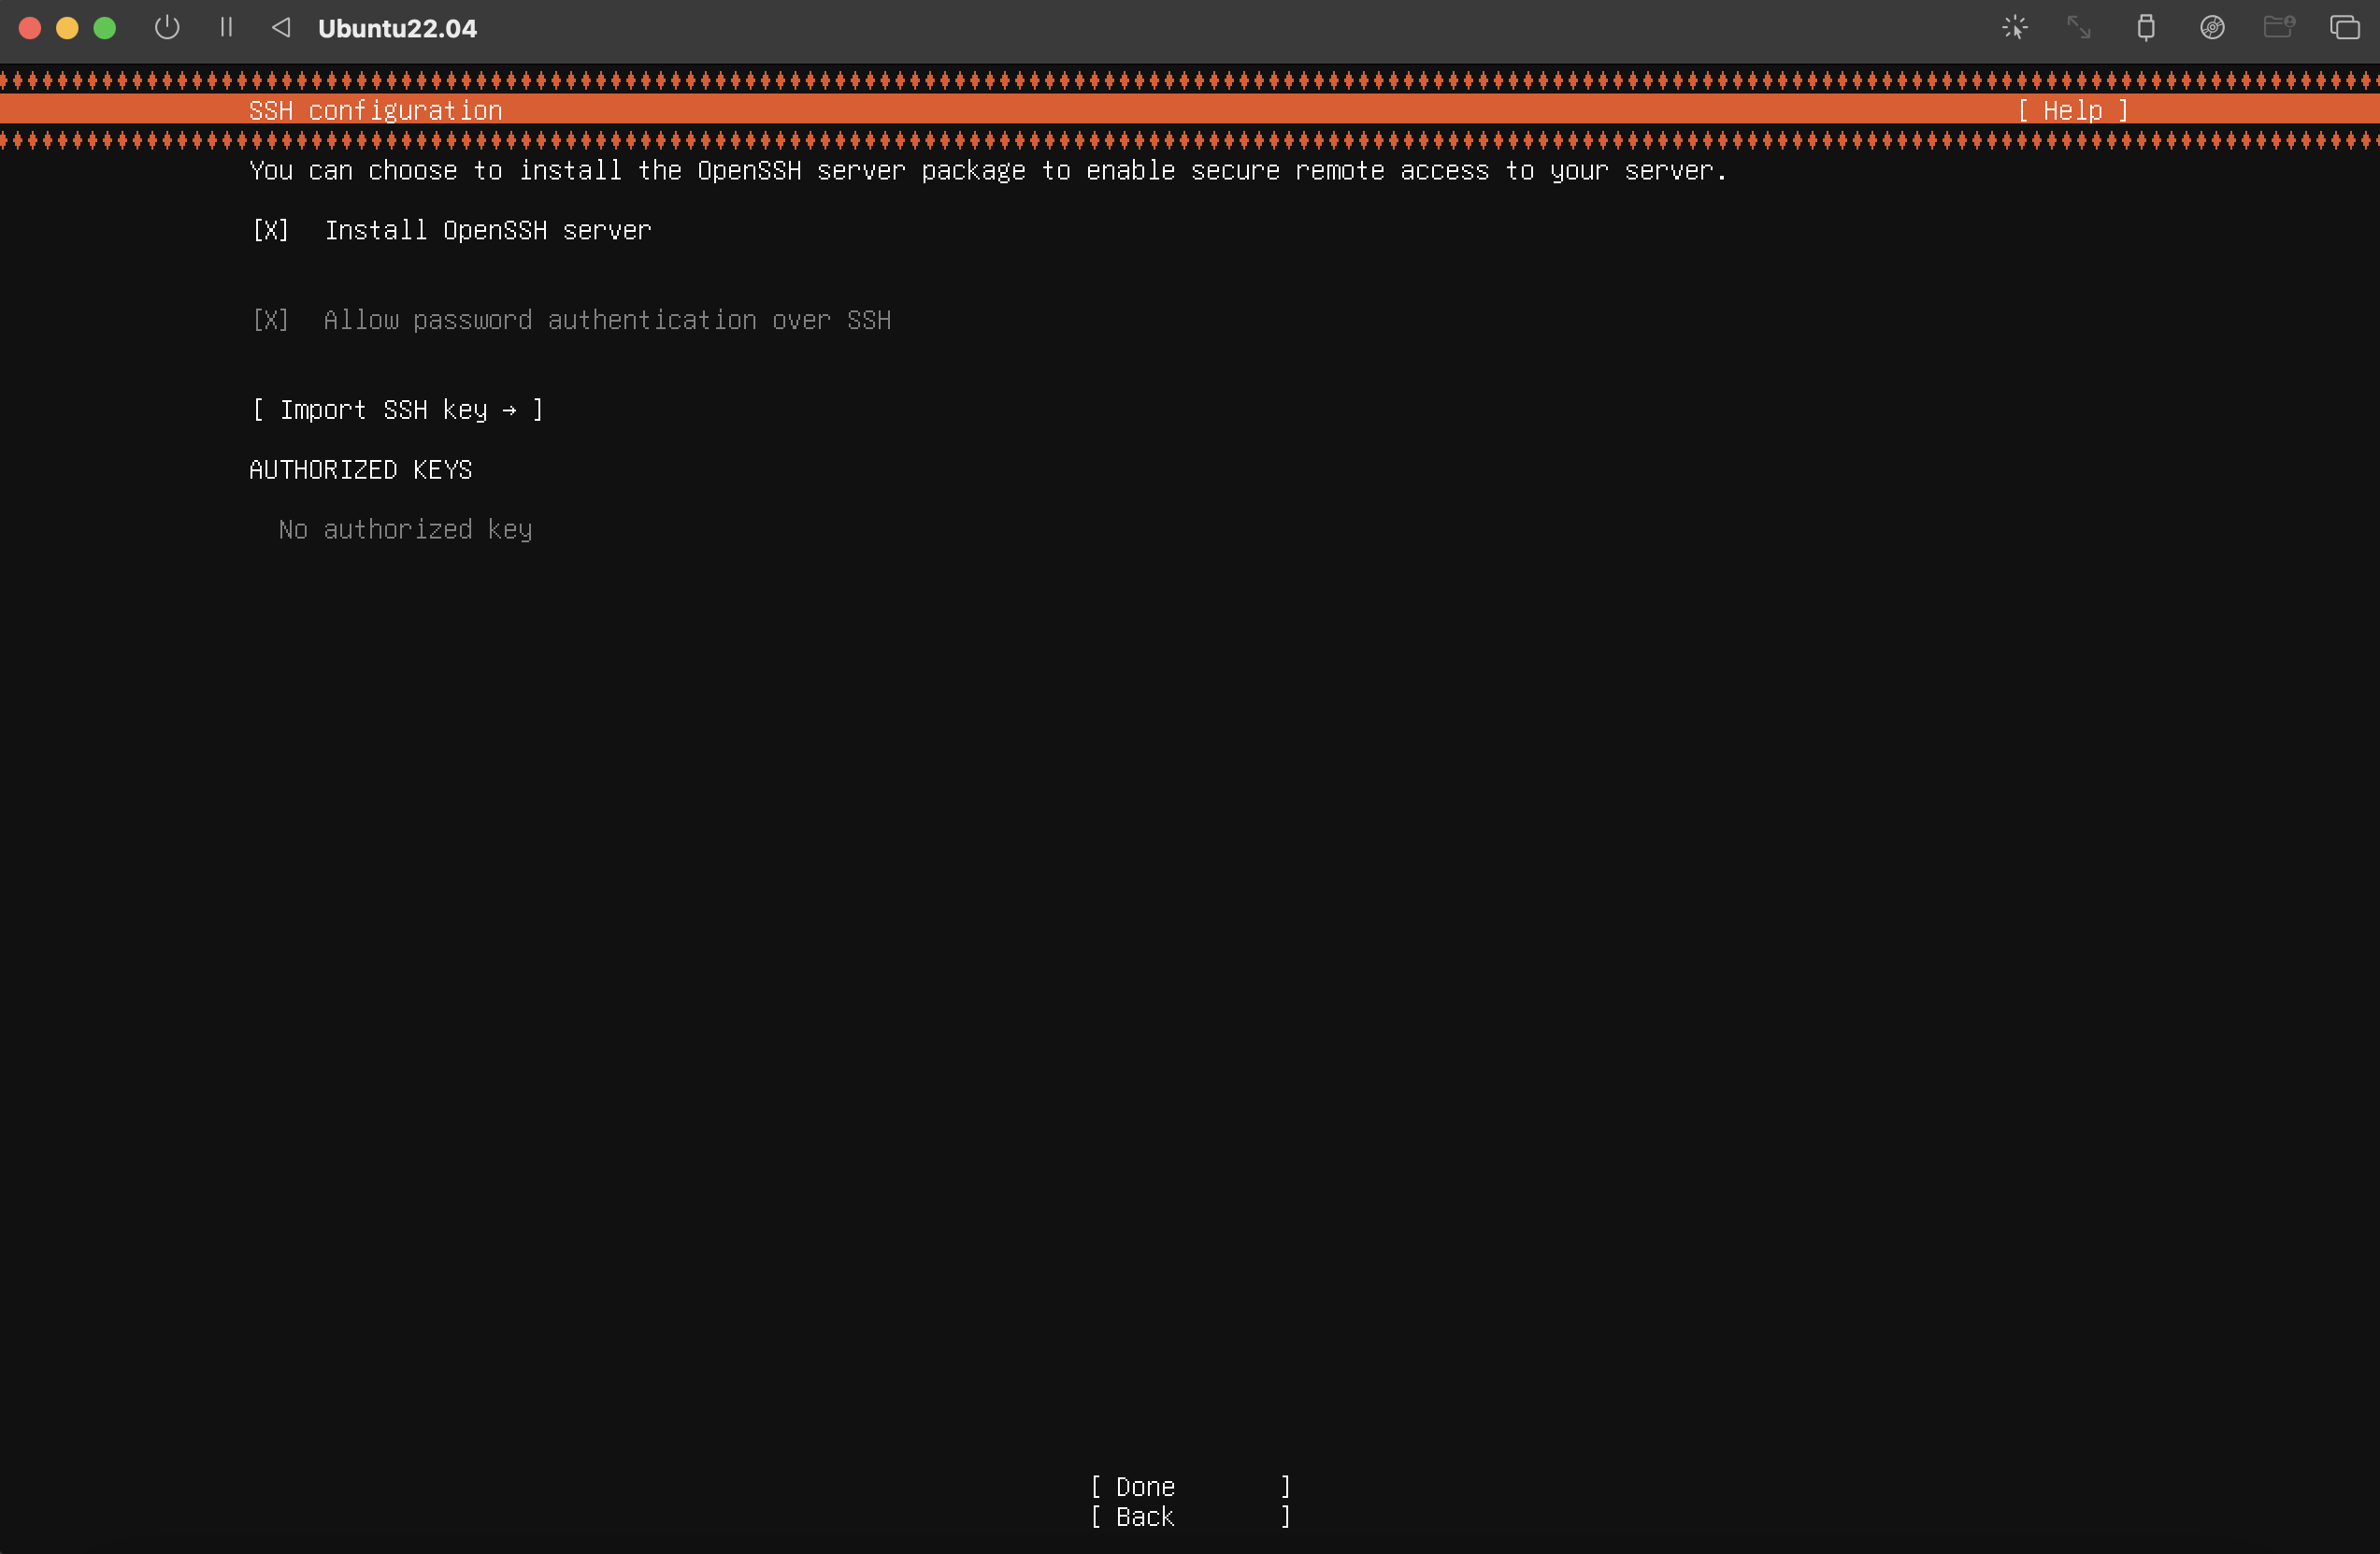 Ubuntu22.04
SSH configuration [ Help ]
You can choose to install the OpenSSH server package to enable secure remote access to your server.
[X] Install OpenSSH server
[X] Allow password authentication over SSH
[ Import SSH key → ]
AUTHORIZED KEYS
No authorized key
[ Done ]
[ Back ]